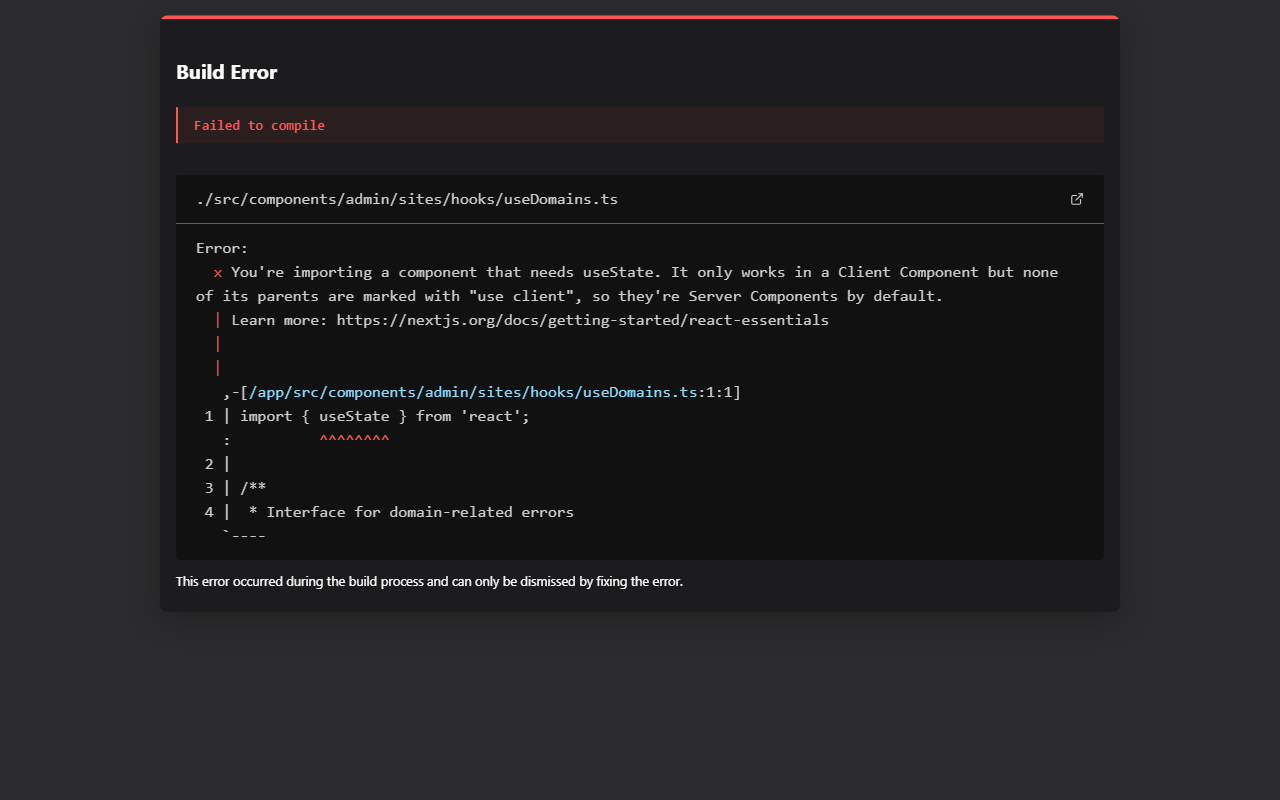 Build Error
Failed to compile
./src/components/admin/sites/hooks/useDomains.ts
Error:
  x You're importing a component that needs useState. It only works in a Client Component but none
of its parents are marked with "use client", so they're Server Components by default.
  | Learn more: https://nextjs.org/docs/getting-started/react-essentials
  |
  |
   ,-[/app/src/components/admin/sites/hooks/useDomains.ts:1:1]
 1 | import { useState } from 'react';
   :          ^^^^^^^^
 2 |
 3 | /**
 4 |  * Interface for domain-related errors
   `----
This error occurred during the build process and can only be dismissed by fixing the error.